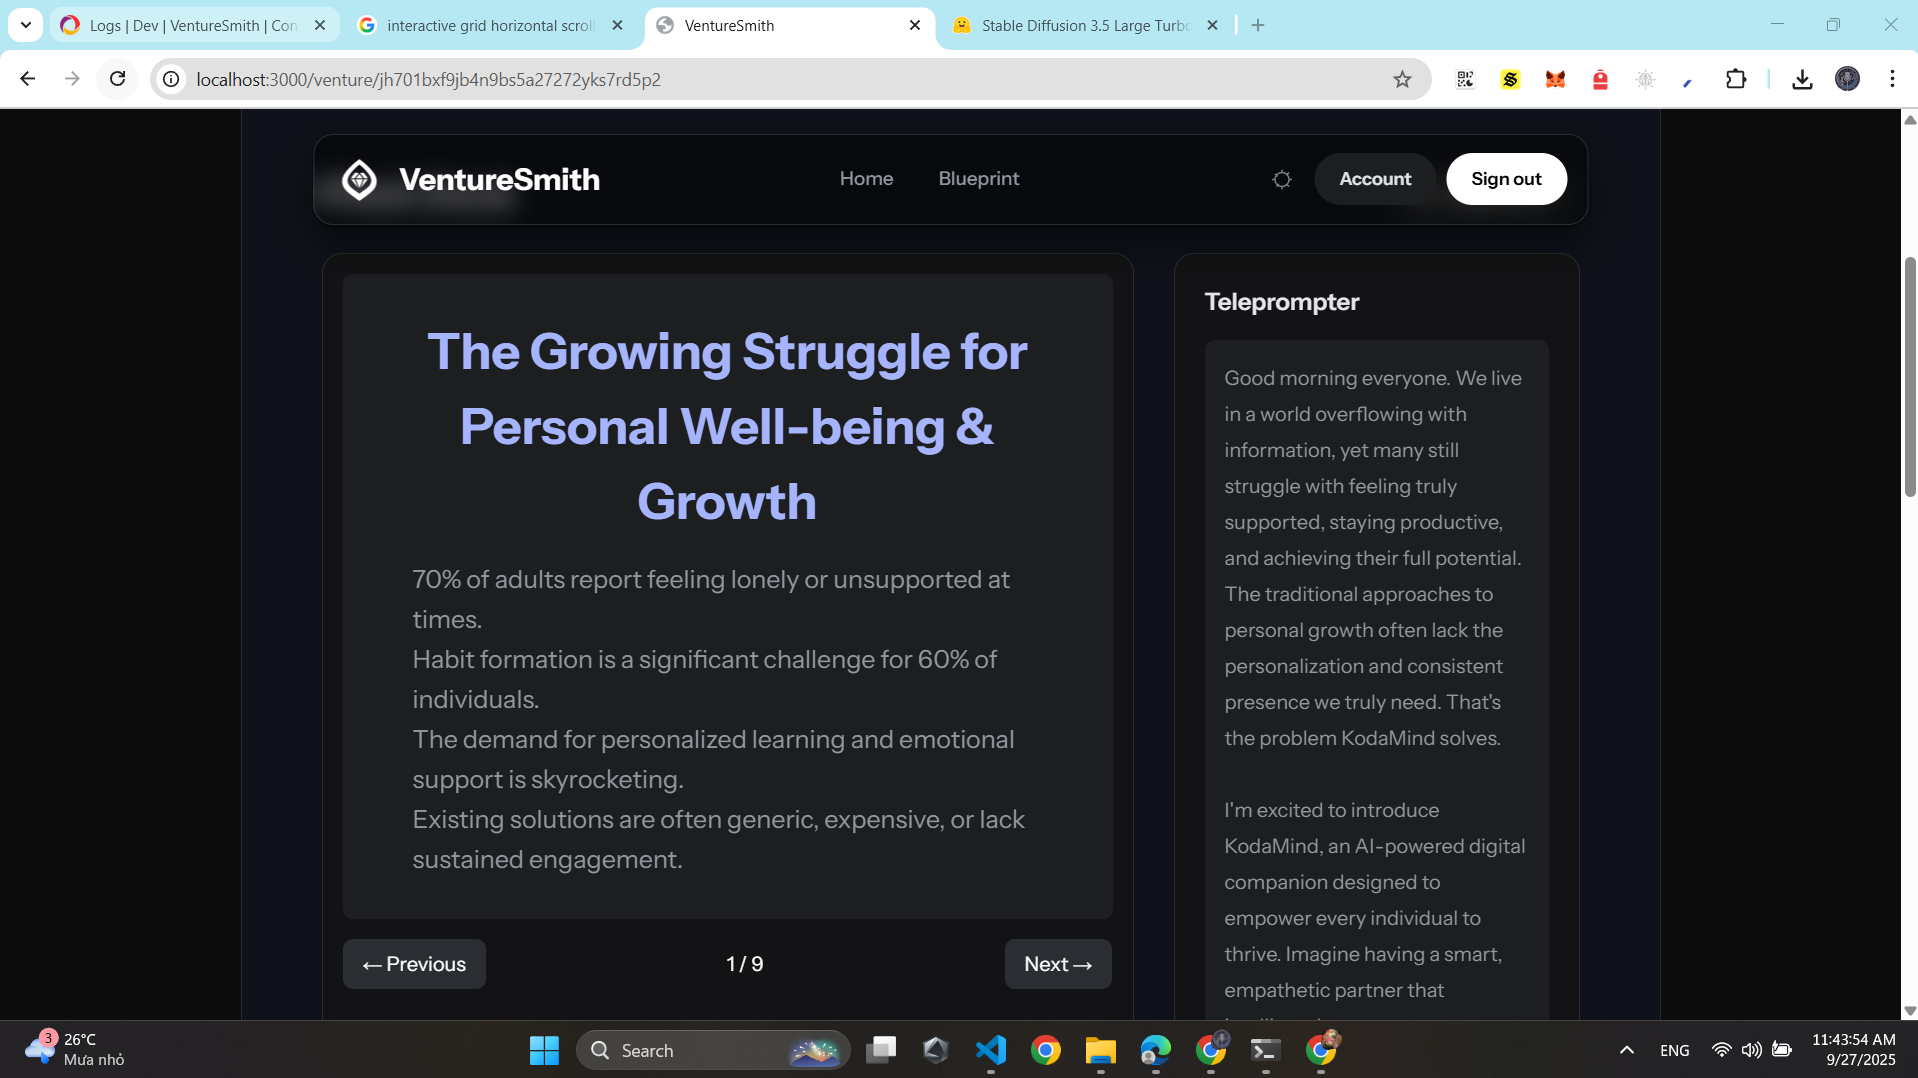 Logs | Dev | VentureSmith | Con
interactive grid horizontal scroll
VentureSmith
Stable Diffusion 3.5 Large Turbo
localhost:3000/venture/jh701bxf9jb4n9bs5a27272yks7rd5p2
VentureSmith
Home
Blueprint
Account
Sign out
The Growing Struggle for
Personal Well-being &
Growth
70% of adults report feeling lonely or unsupported at
times.
Habit formation is a significant challenge for 60% of
individuals.
The demand for personalized learning and emotional
support is skyrocketing.
Existing solutions are often generic, expensive, or lack
sustained engagement.
← Previous
1 / 9
Next →
Teleprompter
Good morning everyone. We live
in a world overflowing with
information, yet many still
struggle with feeling truly
supported, staying productive,
and achieving their full potential.
The traditional approaches to
personal growth often lack the
personalization and consistent
presence we truly need. That's
the problem KodaMind solves.
I'm excited to introduce
KodaMind, an AI-powered digital
companion designed to
empower every individual to
thrive. Imagine having a smart,
empathetic partner that
3
26°C
Mưa nhỏ
Search
ENG
11:43:54 AM
9/27/2025